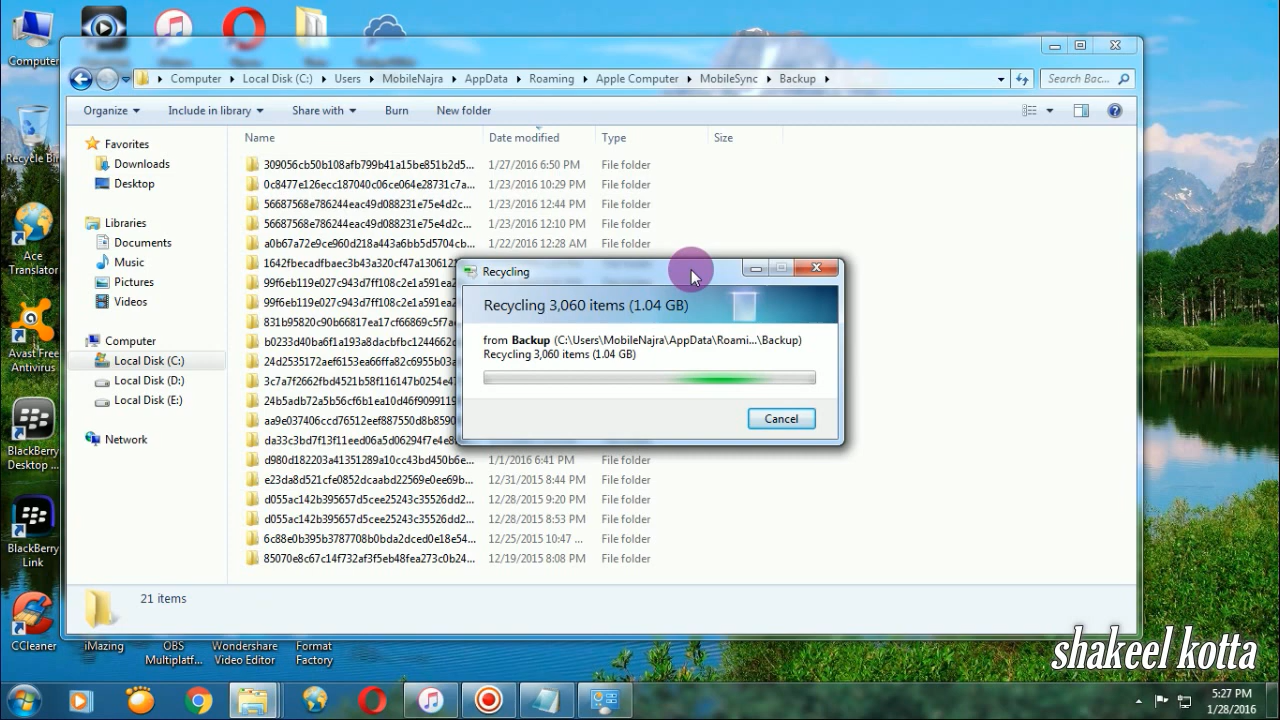 Computer
Computer ▸ Local Disk (C:) ▸ Users ▸ MobileNajra ▸ AppData ▸ Roaming ▸ Apple Computer ▸ MobileSync ▸ Backup ▸
Search Bac...
Organize
Include in library
Share with
Burn
New folder
Name
Date modified
Type
Size
Recycle Bin
Ace
Translator
Avast Free
Antivirus
BlackBerry
Desktop ...
BlackBerry
Link
CCleaner
Favorites
Downloads
Desktop
Libraries
Documents
Music
Pictures
Videos
Computer
Local Disk (C:)
Local Disk (D:)
Local Disk (E:)
Network
309056cb50b108afb799b41a15be851b2d5... 1/27/2016 6:50 PM File folder
0c8477e126ecc187040c06ce064e28731c7a... 1/23/2016 10:29 PM File folder
56687568e786244eac49d088231e75e4d2c... 1/23/2016 12:44 PM File folder
56687568e786244eac49d088231e75e4d2c... 1/23/2016 12:10 PM File folder
a0b67a72e9ce960d218a443a6bb5d5704cb... 1/22/2016 12:28 AM File folder
1642fbecadfbaec3b43a320cf47a1306121
99f6eb119e027c943d7ff108c2e1a591ea
99f6eb119e027c943d7ff108c2e1a591ea
831b95820c90b66817ea17cf66869c5f7a
b0233d40ba6f1a193a8dacbfbc1244662
24d2535172aef6153ea66ffa82c6955b03
3c7a7f2662fbd4521b58f116147b0254e4
24b5adb72a5b56cf6b1ea10d46f9099119
aa9e037406ccd76512eef887550d8b8590
da33c3bd7f13f11eed06a5d06294f7e4e8
d980d182203a41351289a10cc43bd450b6e... 1/1/2016 6:41 PM File folder
e23da8d521cfe0852dcaabd22569e0ee69b... 12/31/2015 8:44 PM File folder
d055ac142b395657d5cee25243c35526dd2... 12/28/2015 9:20 PM File folder
d055ac142b395657d5cee25243c35526dd2... 12/28/2015 8:53 PM File folder
6c88e0b395b3787708b0bda2dced0e18e54... 12/25/2015 10:47 ... File folder
85070e8c67c14f732af3f5eb48fea273c0b24... 12/19/2015 8:08 PM File folder
Recycling
Recycling 3,060 items (1.04 GB)
from Backup (C:\Users\MobileNajra\AppData\Roami...\Backup)
Recycling 3,060 items (1.04 GB)
Cancel
21 items
iMazing
OBS
Multiplatf...
Wondershare
Video Editor
Format
Factory
shakeel kotta
5:27 PM
1/28/2016